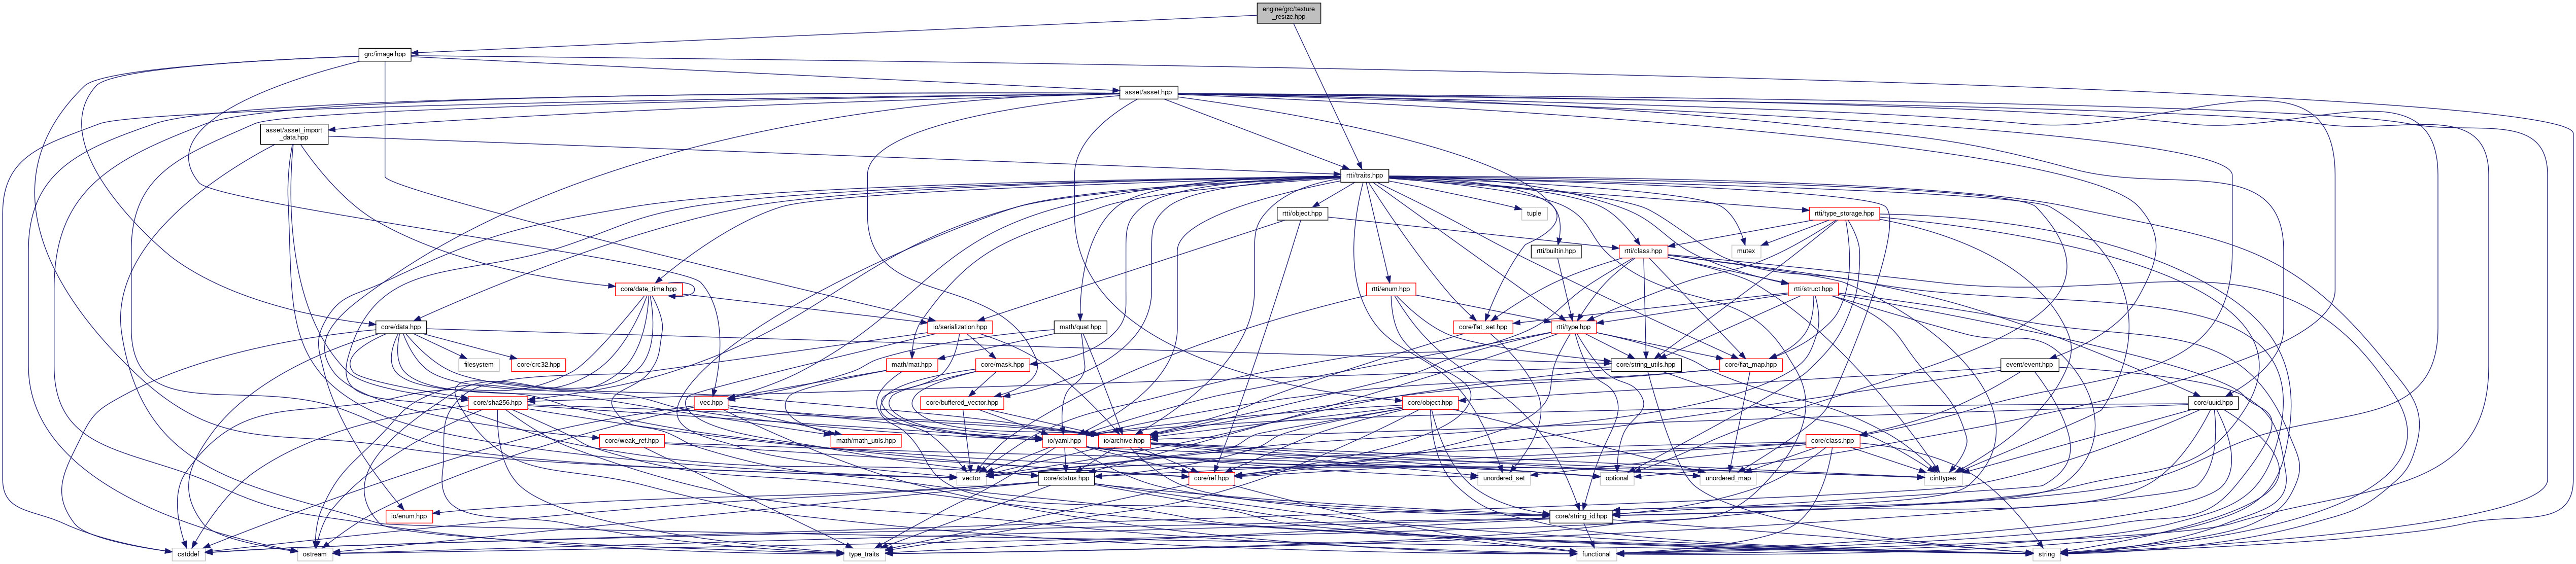 engine/grc/texture
_resize.hpp
grc/image.hpp
asset/asset.hpp
asset/asset_import
_data.hpp
rtti/traits.hpp
rtti/object.hpp
tuple
rtti/type_storage.hpp
rtti/builtin.hpp
rtti/class.hpp
mutex
core/date_time.hpp
rtti/enum.hpp
rtti/struct.hpp
core/data.hpp
io/serialization.hpp
math/quat.hpp
core/flat_set.hpp
rtti/type.hpp
filesystem
core/crc32.hpp
math/mat.hpp
core/mask.hpp
core/string_utils.hpp
core/flat_map.hpp
event/event.hpp
core/sha256.hpp
vec.hpp
core/buffered_vector.hpp
core/object.hpp
core/uuid.hpp
core/weak_ref.hpp
math/math_utils.hpp
io/yaml.hpp
io/archive.hpp
core/class.hpp
vector
core/status.hpp
core/ref.hpp
unordered_set
optional
unordered_map
cinttypes
io/enum.hpp
core/string_id.hpp
cstddef
ostream
type_traits
functional
string